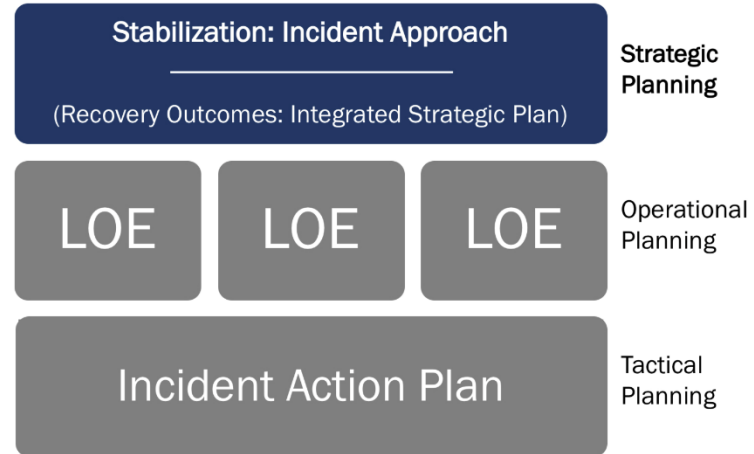 Stabilization: Incident Approach
(Recovery Outcomes: Integrated Strategic Plan)
Strategic
Planning
LOE
LOE
LOE
Operational
Planning
Incident Action Plan
Tactical
Planning